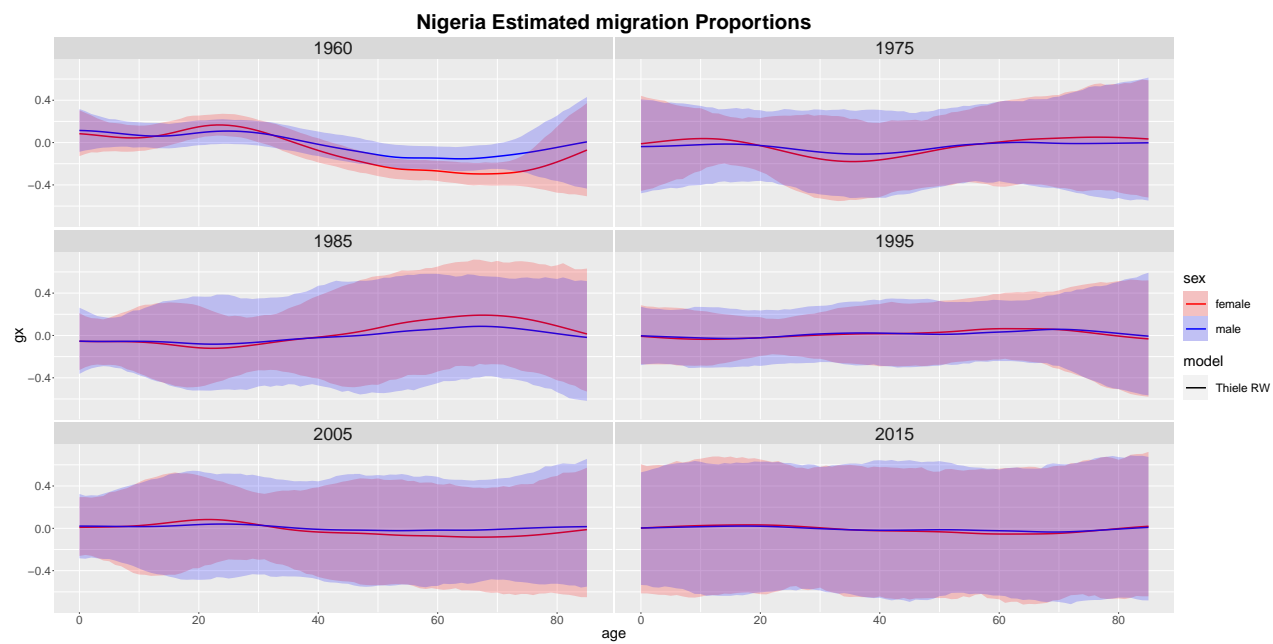 Nigeria Estimated migration Proportions
1960
1975
0.4
0.0
−0.4
1985
1995
0.4
0.0
−0.4
2005
2015
0.4
0.0
−0.4
0 20 40 60 80
0 20 40 60 80
age
gx
sex
female
male
model
Thiele RW